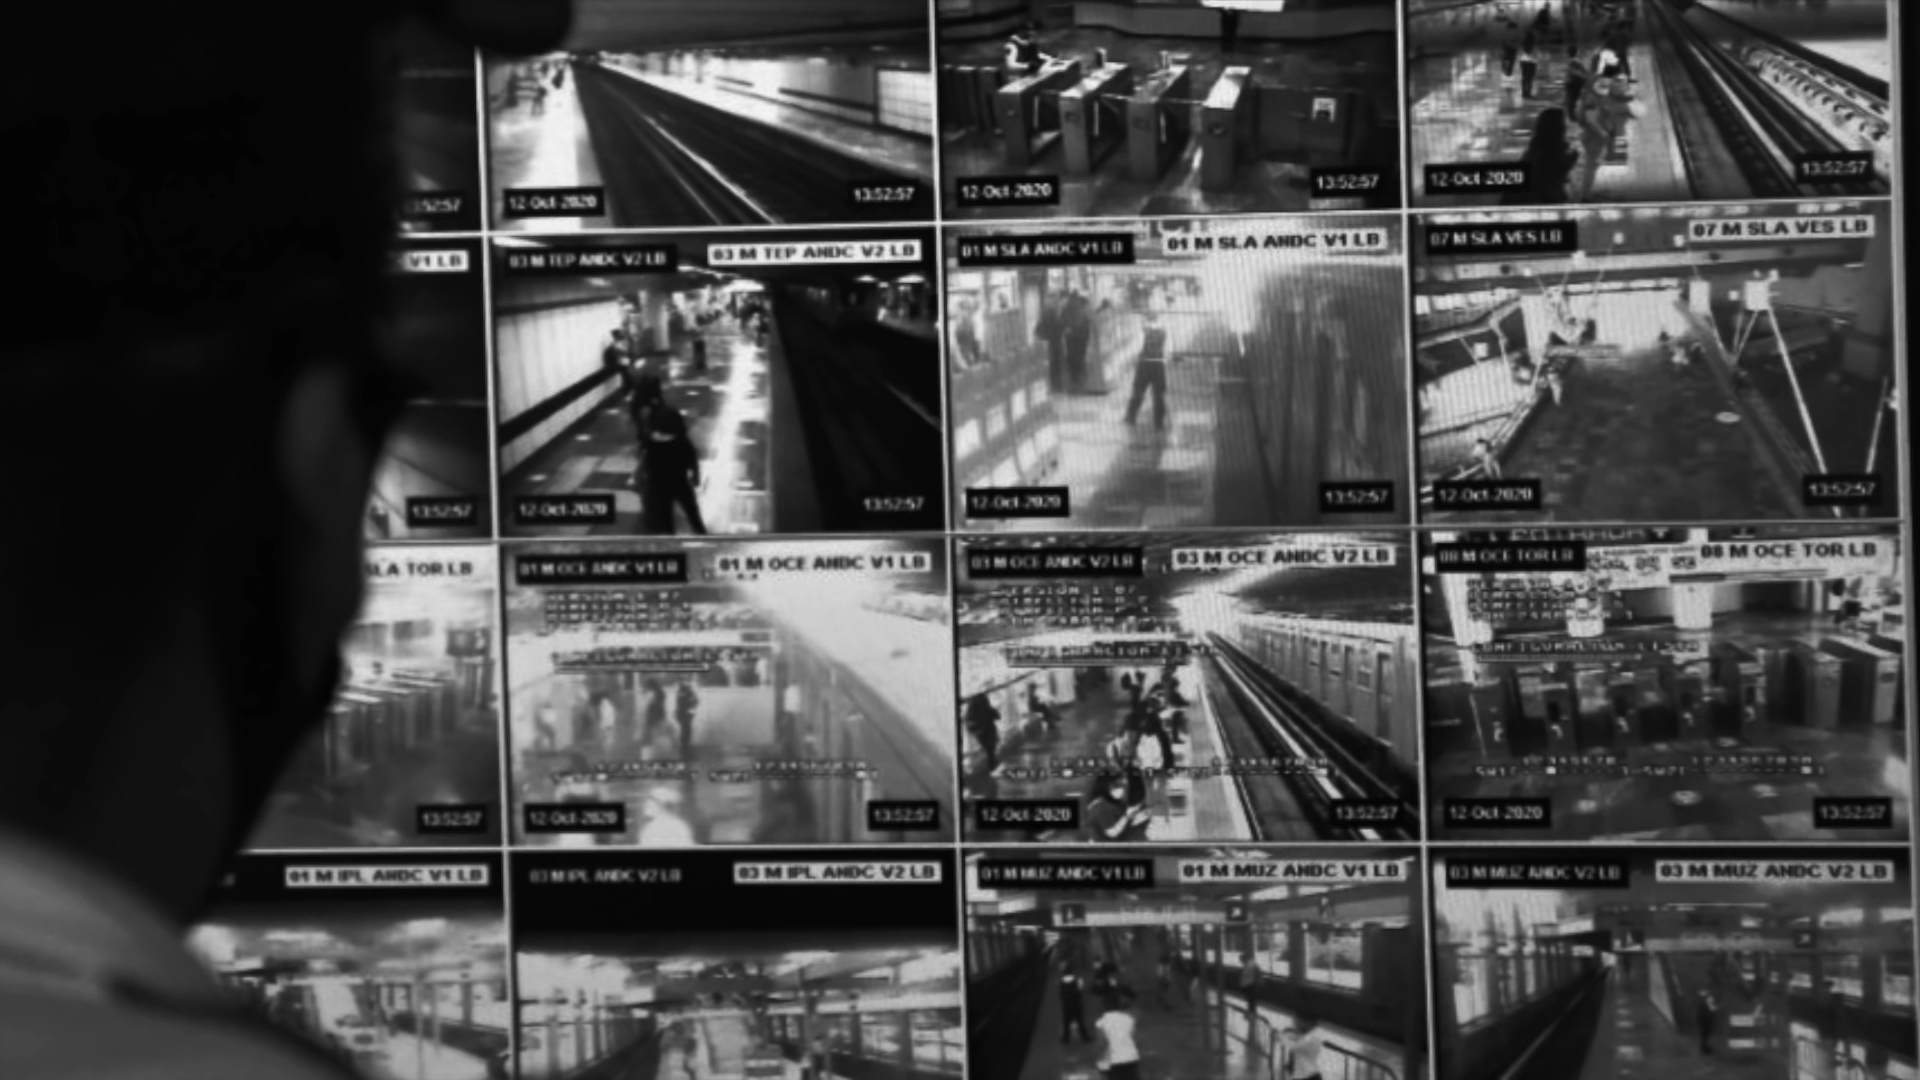 13:52:57
12-Oct-2020 13:52:57
12-Oct-2020 13:52:57
12-Oct-2020 13:52:57
V1 LB
03 M TEP ANDC V2 LB 03 M TEP ANDC V2 LB
01 M SLA ANDC V1 LB 01 M SLA ANDC V1 LB
07 M SLA VES LB 07 M SLA VES LB
13:52:57
12-Oct-2020 13:52:57
12-Oct-2020 13:52:57
12-Oct-2020 13:52:57
SLA TOR LB
01 M OCE ANDC V1 LB 01 M OCE ANDC V1 LB
03 M OCE ANDC V2 LB 03 M OCE ANDC V2 LB
08 M OCE TOR LB 08 M OCE TOR LB
13:52:57
12-Oct-2020 13:52:57
12-Oct-2020 13:52:57
12-Oct-2020 13:52:57
01 M IPL ANDC V1 LB
03 M IPL ANDC V2 LB 03 M IPL ANDC V2 LB
01 M MUZ ANDC V1 LB 01 M MUZ ANDC V1 LB
03 M MUZ ANDC V2 LB 03 M MUZ ANDC V2 LB